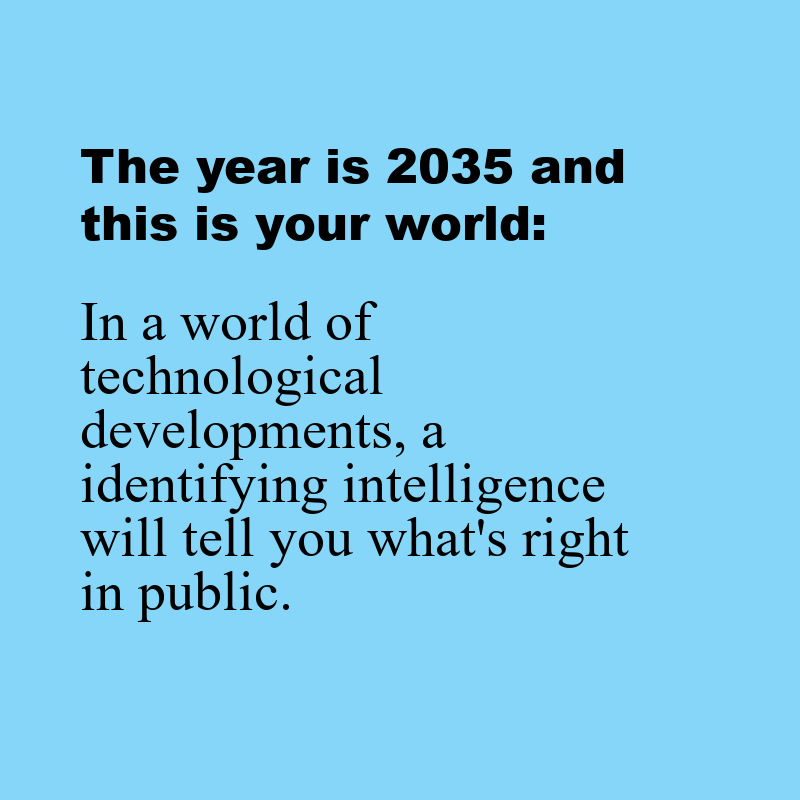 The year is 2035 and
this is your world:
In a world of
technological
developments, a
identifying intelligence
will tell you what's right
in public.